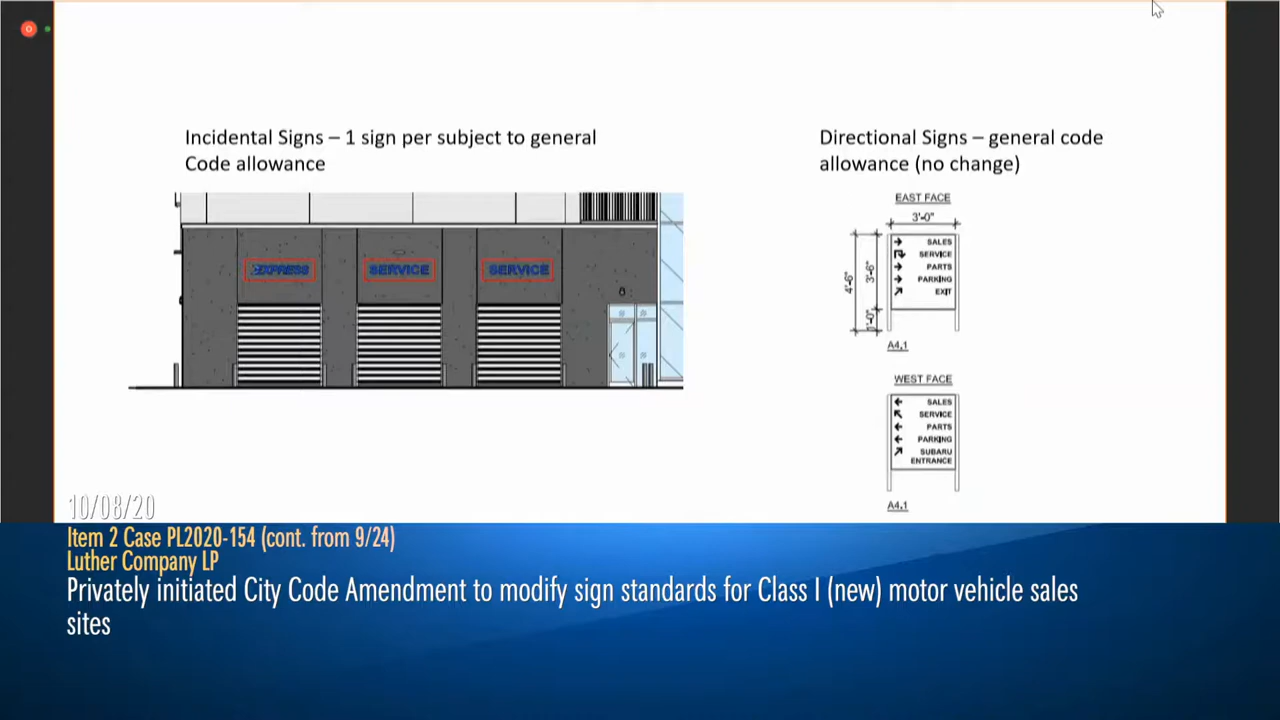 Incidental Signs – 1 sign per subject to general
Code allowance
EXPRESS
SERVICE
SERVICE
Directional Signs – general code
allowance (no change)
EAST FACE
3'-0"
4'-6"
3'-6"
1'-0"
SALES
SERVICE
PARTS
PARKING
EXIT
A4.1
WEST FACE
SALES
SERVICE
PARTS
PARKING
SUBARU
ENTRANCE
A4.1
10/08/20
Item 2 Case PL2020-154 (cont. from 9/24)
Luther Company LP
Privately initiated City Code Amendment to modify sign standards for Class I (new) motor vehicle sales
sites